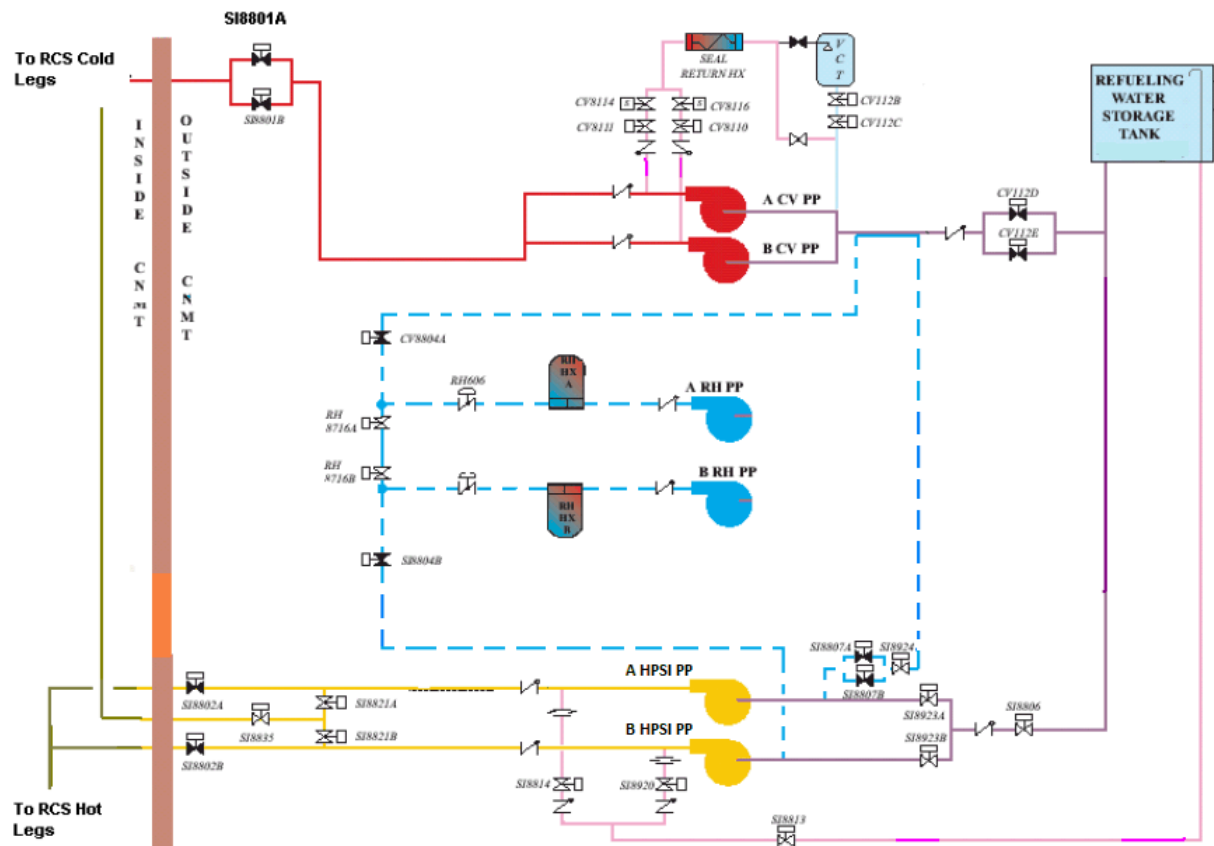 SI8801A
To RCS Cold
Legs
SI8801B
INSIDE CNMT
OUTSIDE CNMT
SEAL
RETURN HX
VCT
CV8114
CV8116
CV8111
CV8110
CV112B
CV112C
REFUELING
WATER
STORAGE
TANK
A CV PP
B CV PP
CV112D
CV112E
CV8804A
RH606
RH
HX
A
A RH PP
RH
8716A
RH
8716B
B RH PP
RH
HX
B
SI8804B
SI8807A
SI8924
SI8807B
A HPSI PP
SI8802A
SI8821A
SI8835
SI8821B
SI8802B
B HPSI PP
SI8923A
SI8806
SI8923B
SI8814
SI8920
SI8813
To RCS Hot
Legs